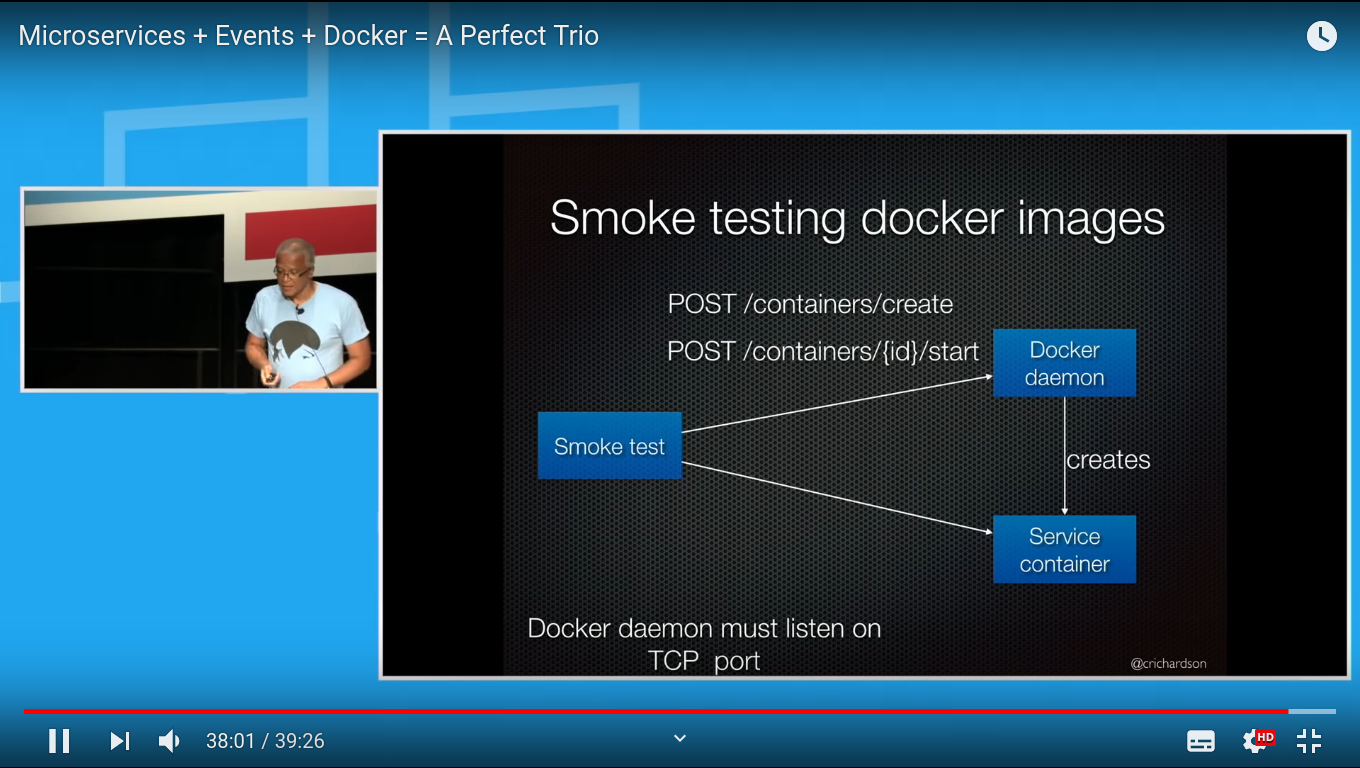 Microservices + Events + Docker = A Perfect Trio
Smoke testing docker images
POST /containers/create
POST /containers/{id}/start
Docker
daemon
Smoke test
creates
Service
container
Docker daemon must listen on
TCP port
@crichardson
38:01 / 39:26
HD